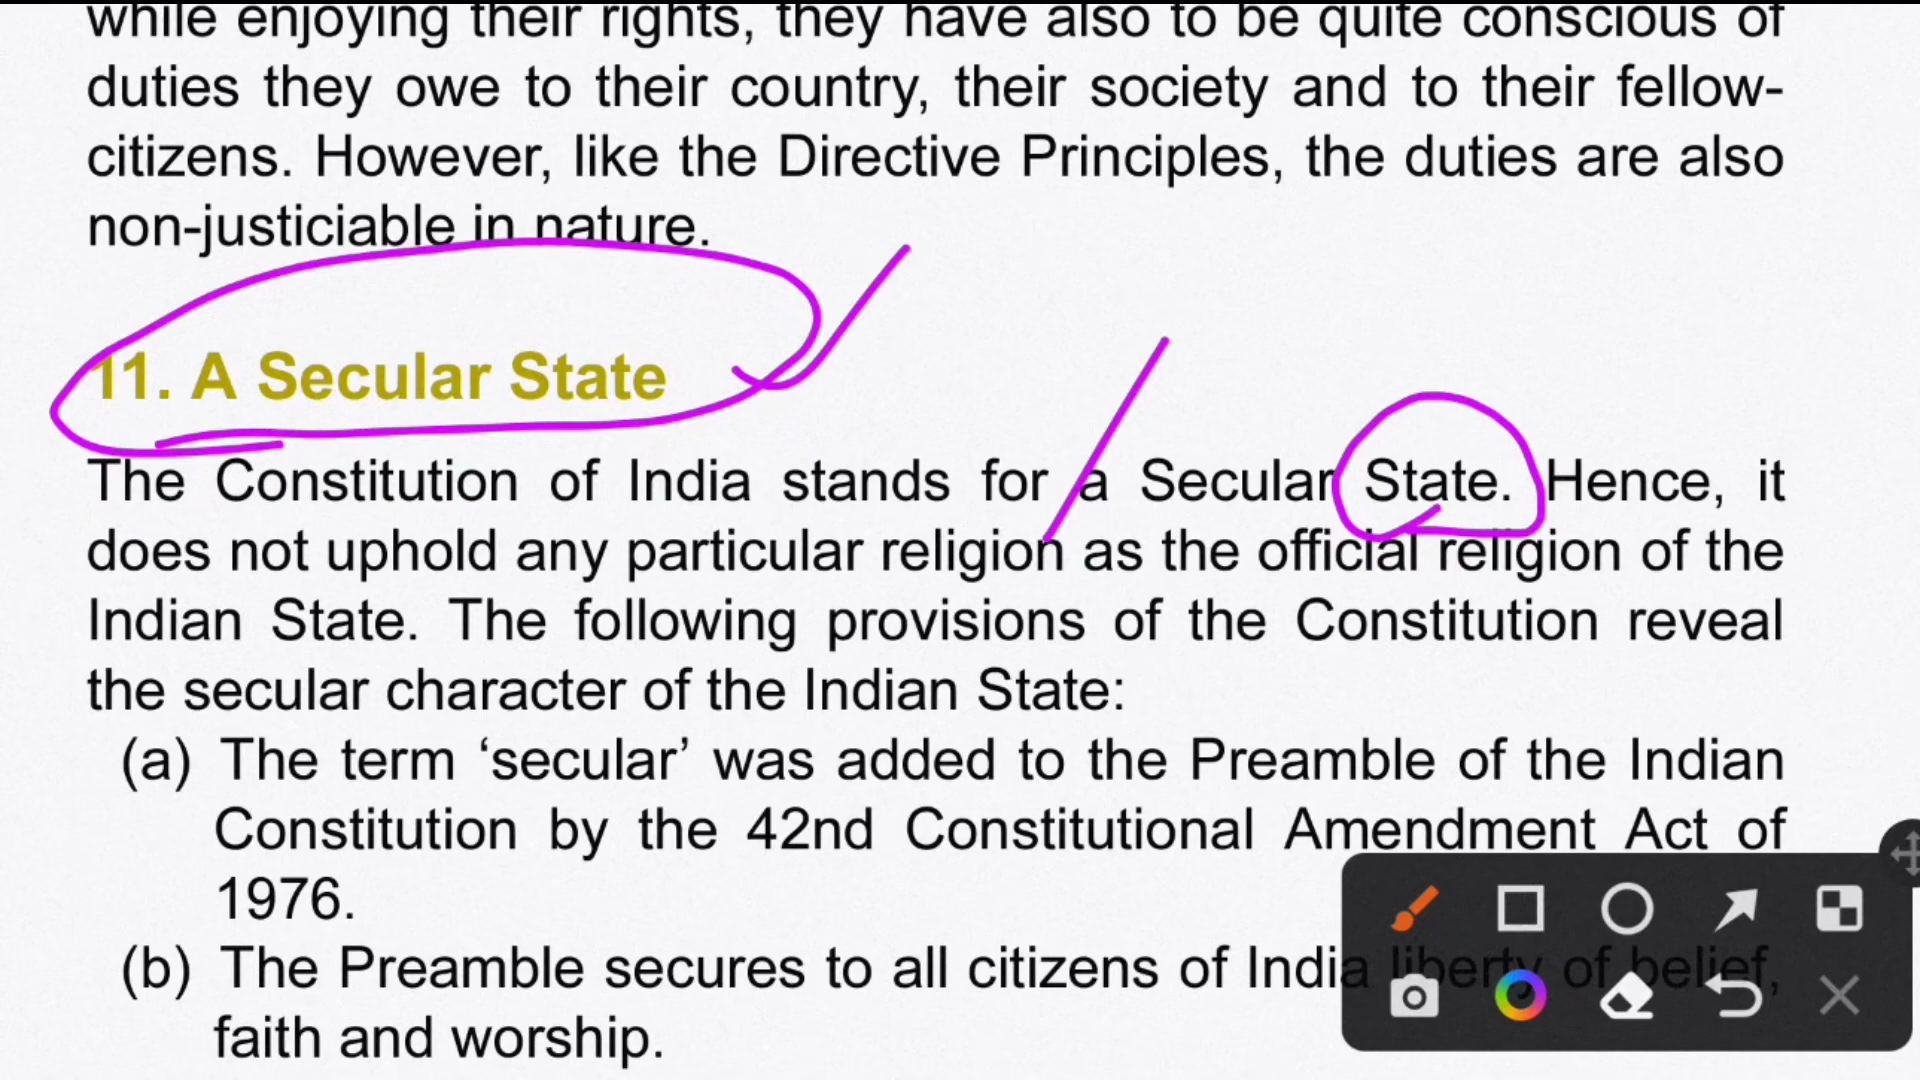 while enjoying their rights, they have also to be quite conscious of
duties they owe to their country, their society and to their fellow-
citizens. However, like the Directive Principles, the duties are also
non-justiciable in nature.
11. A Secular State
The Constitution of India stands for a Secular State. Hence, it
does not uphold any particular religion as the official religion of the
Indian State. The following provisions of the Constitution reveal
the secular character of the Indian State:
(a) The term ‘secular’ was added to the Preamble of the Indian
Constitution by the 42nd Constitutional Amendment Act of
1976.
(b) The Preamble secures to all citizens of India liberty of belief,
faith and worship.